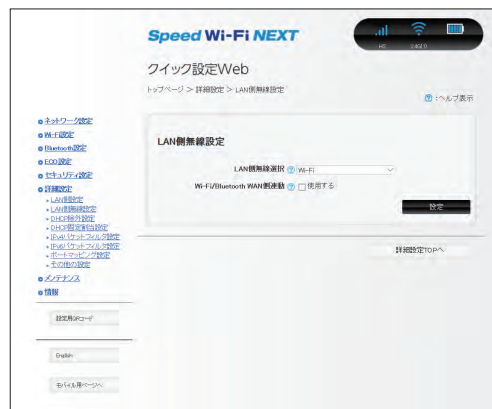 Speed Wi-Fi NEXT
HS
2.4GHz
クイック設定Web
トップページ > 詳細設定 > LAN側無線設定
:ヘルプ表示
ネットワーク設定
Wi-Fi設定
Bluetooth設定
ECO設定
セキュリティ設定
詳細設定
LAN側設定
LAN側無線設定
DHCP除外設定
DHCP固定割当設定
IPv4パケットフィルタ設定
IPv6パケットフィルタ設定
ポートマッピング設定
その他の設定
メンテナンス
情報
設定用QRコード
English
モバイル用ページへ
LAN側無線設定
LAN側無線選択 ? Wi-Fi
Wi-Fi/Bluetooth WAN側連動 ? 使用する
設定
詳細設定TOPへ